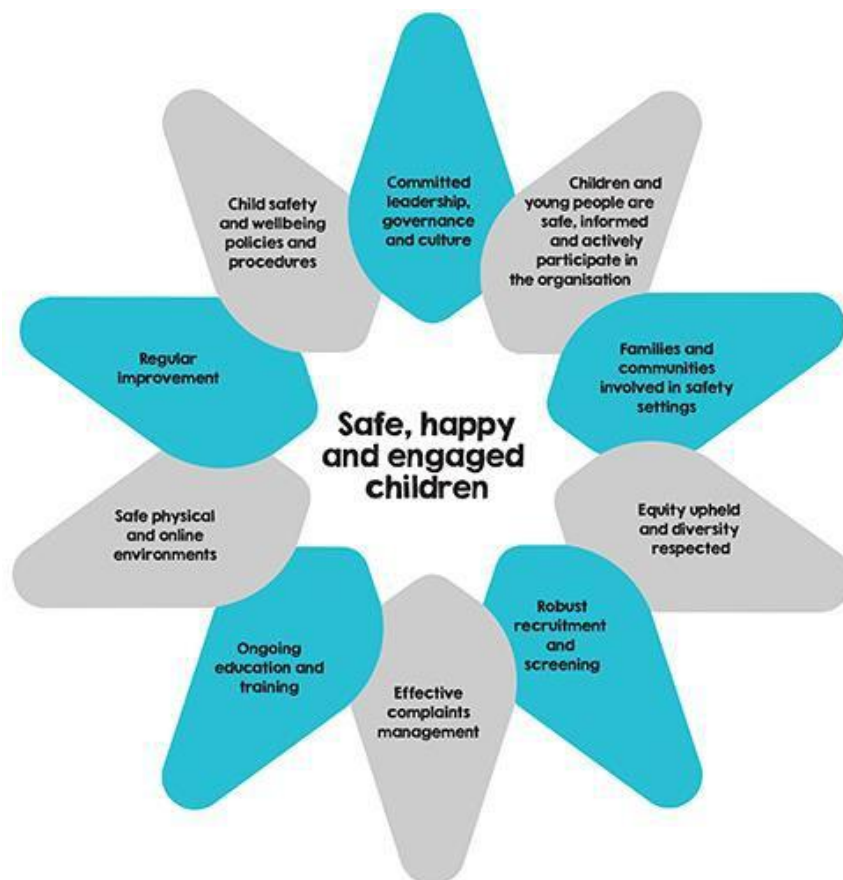 Committed
leadership,
governance
and culture
Children and
young people are
safe, informed
and actively
participate in
the organisation
Families and
communities
involved in safety
settings
Equity upheld
and diversity
respected
Robust
recruitment
and
screening
Effective
complaints
management
Ongoing
education and
training
Safe physical
and online
environments
Regular
improvement
Child safety
and wellbeing
policies and
procedures
Safe, happy
and engaged
children